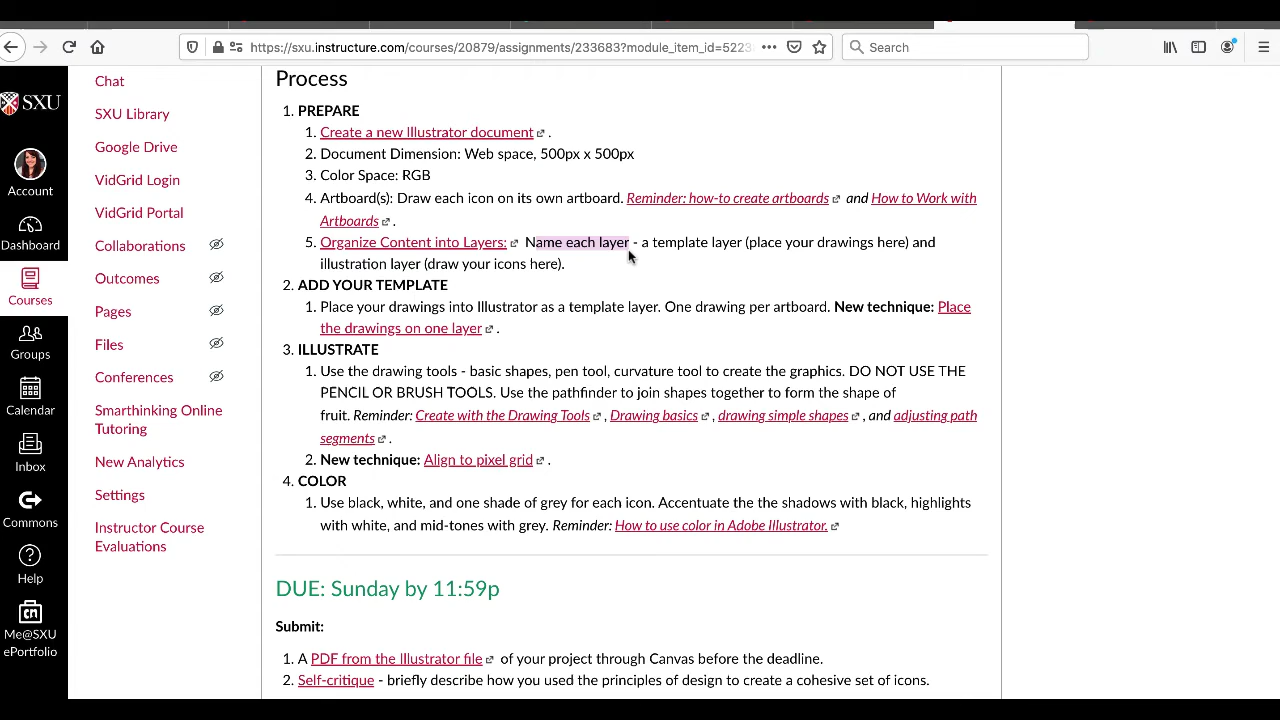 https://sxu.instructure.com/courses/20879/assignments/233683?module_item_id=5223
Search
SXU
Account
Dashboard
Courses
Groups
Calendar
Inbox
Commons
Help
Me@SXU
ePortfolio
Chat
SXU Library
Google Drive
VidGrid Login
VidGrid Portal
Collaborations
Outcomes
Pages
Files
Conferences
Smarthinking Online
Tutoring
New Analytics
Settings
Instructor Course
Evaluations
Process
1. PREPARE
1. Create a new Illustrator document .
2. Document Dimension: Web space, 500px x 500px
3. Color Space: RGB
4. Artboard(s): Draw each icon on its own artboard. Reminder: how-to create artboards and How to Work with
Artboards .
5. Organize Content into Layers: Name each layer - a template layer (place your drawings here) and
illustration layer (draw your icons here).
2. ADD YOUR TEMPLATE
1. Place your drawings into Illustrator as a template layer. One drawing per artboard. New technique: Place
the drawings on one layer .
3. ILLUSTRATE
1. Use the drawing tools - basic shapes, pen tool, curvature tool to create the graphics. DO NOT USE THE
PENCIL OR BRUSH TOOLS. Use the pathfinder to join shapes together to form the shape of
fruit. Reminder: Create with the Drawing Tools , Drawing basics , drawing simple shapes , and adjusting path
segments .
2. New technique: Align to pixel grid .
4. COLOR
1. Use black, white, and one shade of grey for each icon. Accentuate the the shadows with black, highlights
with white, and mid-tones with grey. Reminder: How to use color in Adobe Illustrator.
DUE: Sunday by 11:59p
Submit:
1. A PDF from the Illustrator file of your project through Canvas before the deadline.
2. Self-critique - briefly describe how you used the principles of design to create a cohesive set of icons.